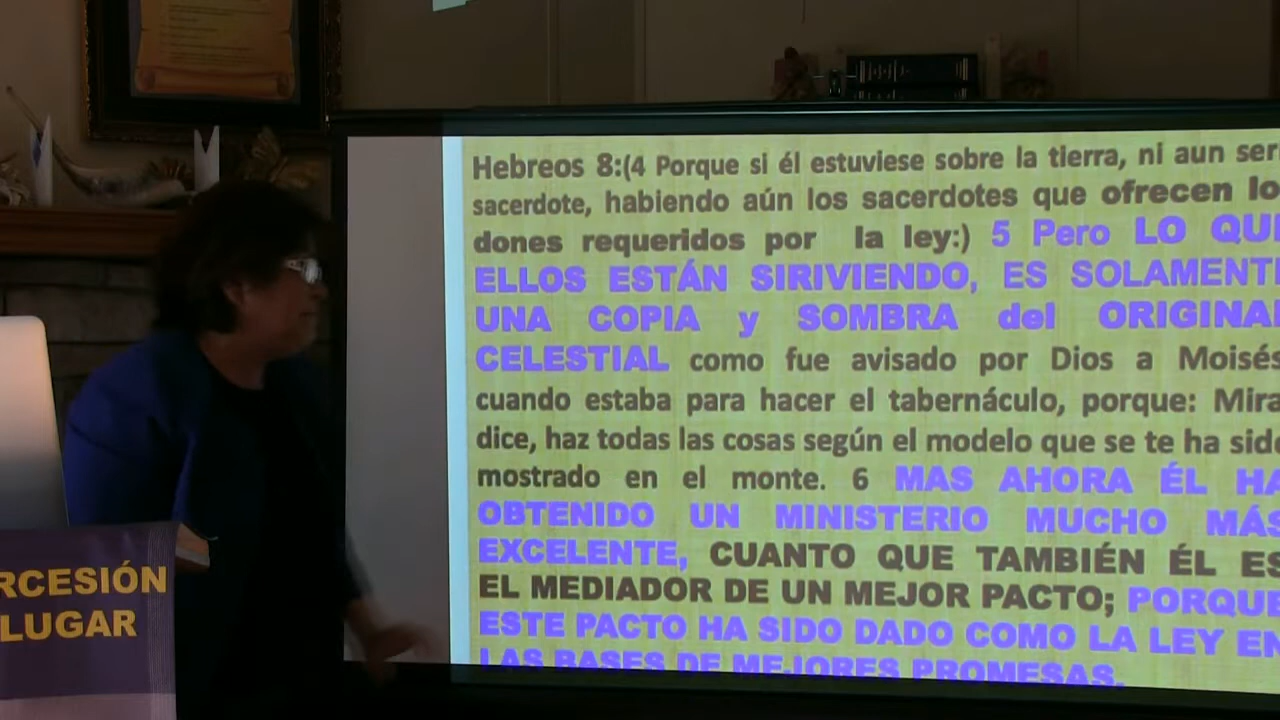 Hebreos 8:(4 Porque si él estuviese sobre la tierra, ni aun ser
sacerdote, habiendo aún los sacerdotes que ofrecen lo
dones requeridos por la ley:) 5 Pero LO QU
ELLOS ESTÁN SIRIVIENDO, ES SOLAMENT
UNA COPIA y SOMBRA del ORIGINA
CELESTIAL como fue avisado por Dios a Moisés
cuando estaba para hacer el tabernáculo, porque: Mira
dice, haz todas las cosas según el modelo que se te ha sido
mostrado en el monte. 6 MAS AHORA ÉL HA
OBTENIDO UN MINISTERIO MUCHO MÁS
EXCELENTE, CUANTO QUE TAMBIÉN ÉL ES
EL MEDIADOR DE UN MEJOR PACTO; PORQUE
ESTE PACTO HA SIDO DADO COMO LA LEY EN
LAS BASES DE MEJORES PROMESAS.
RCESIÓN
LUGAR